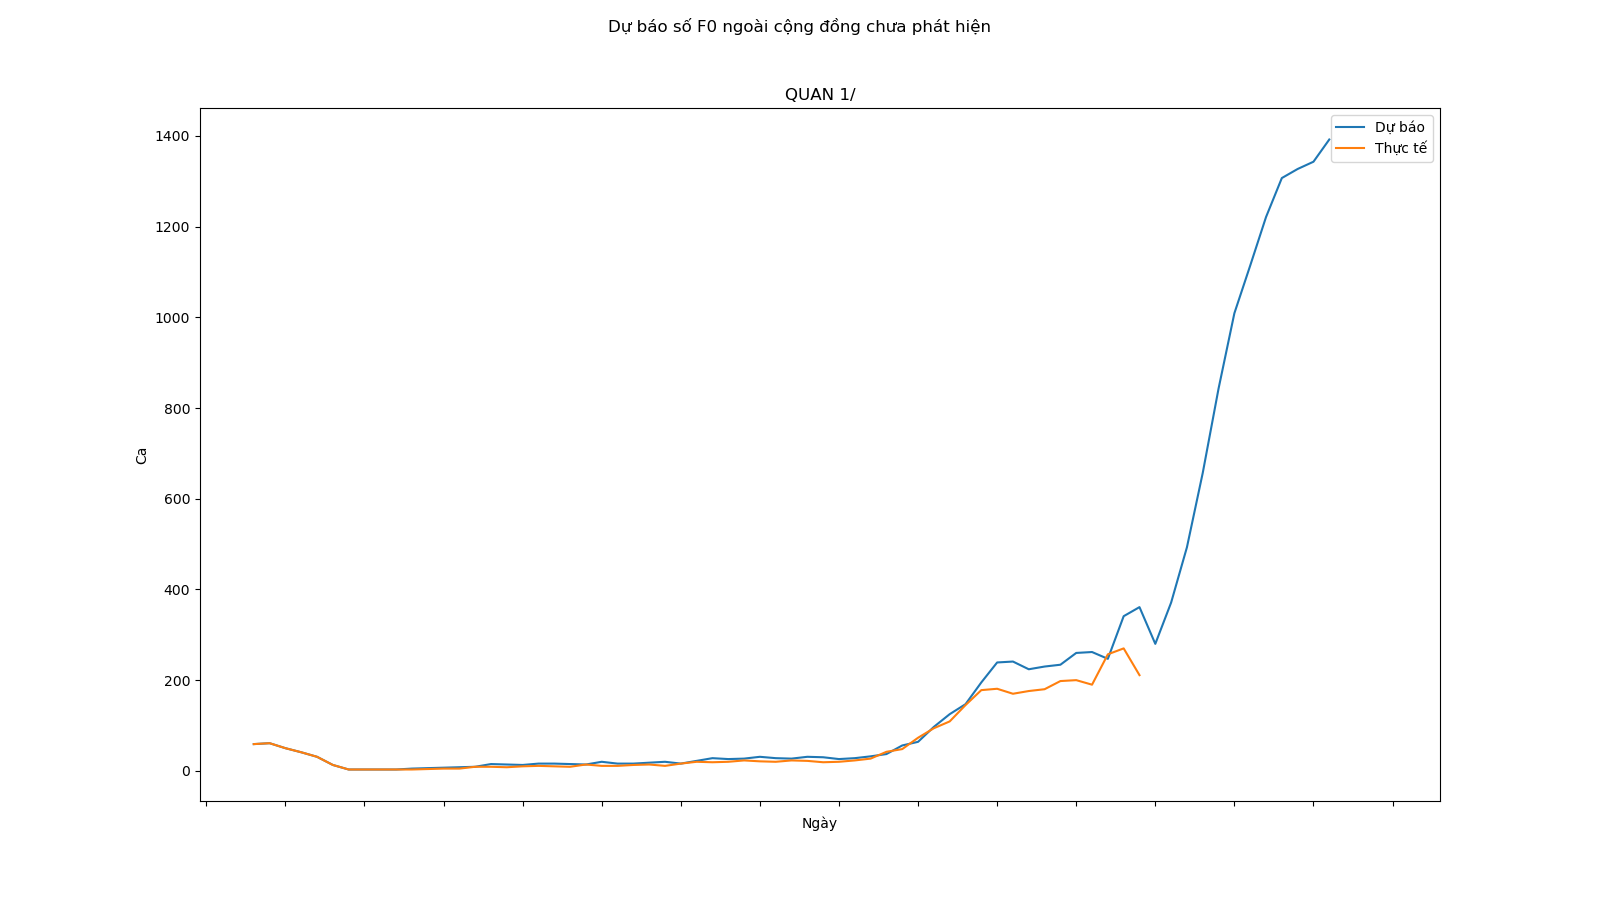 Dự báo số F0 ngoài cộng đồng chưa phát hiện
QUAN 1/
Dự báo
Thực tế
1400
1200
1000
800
600
400
200
0
Ca
Ngày